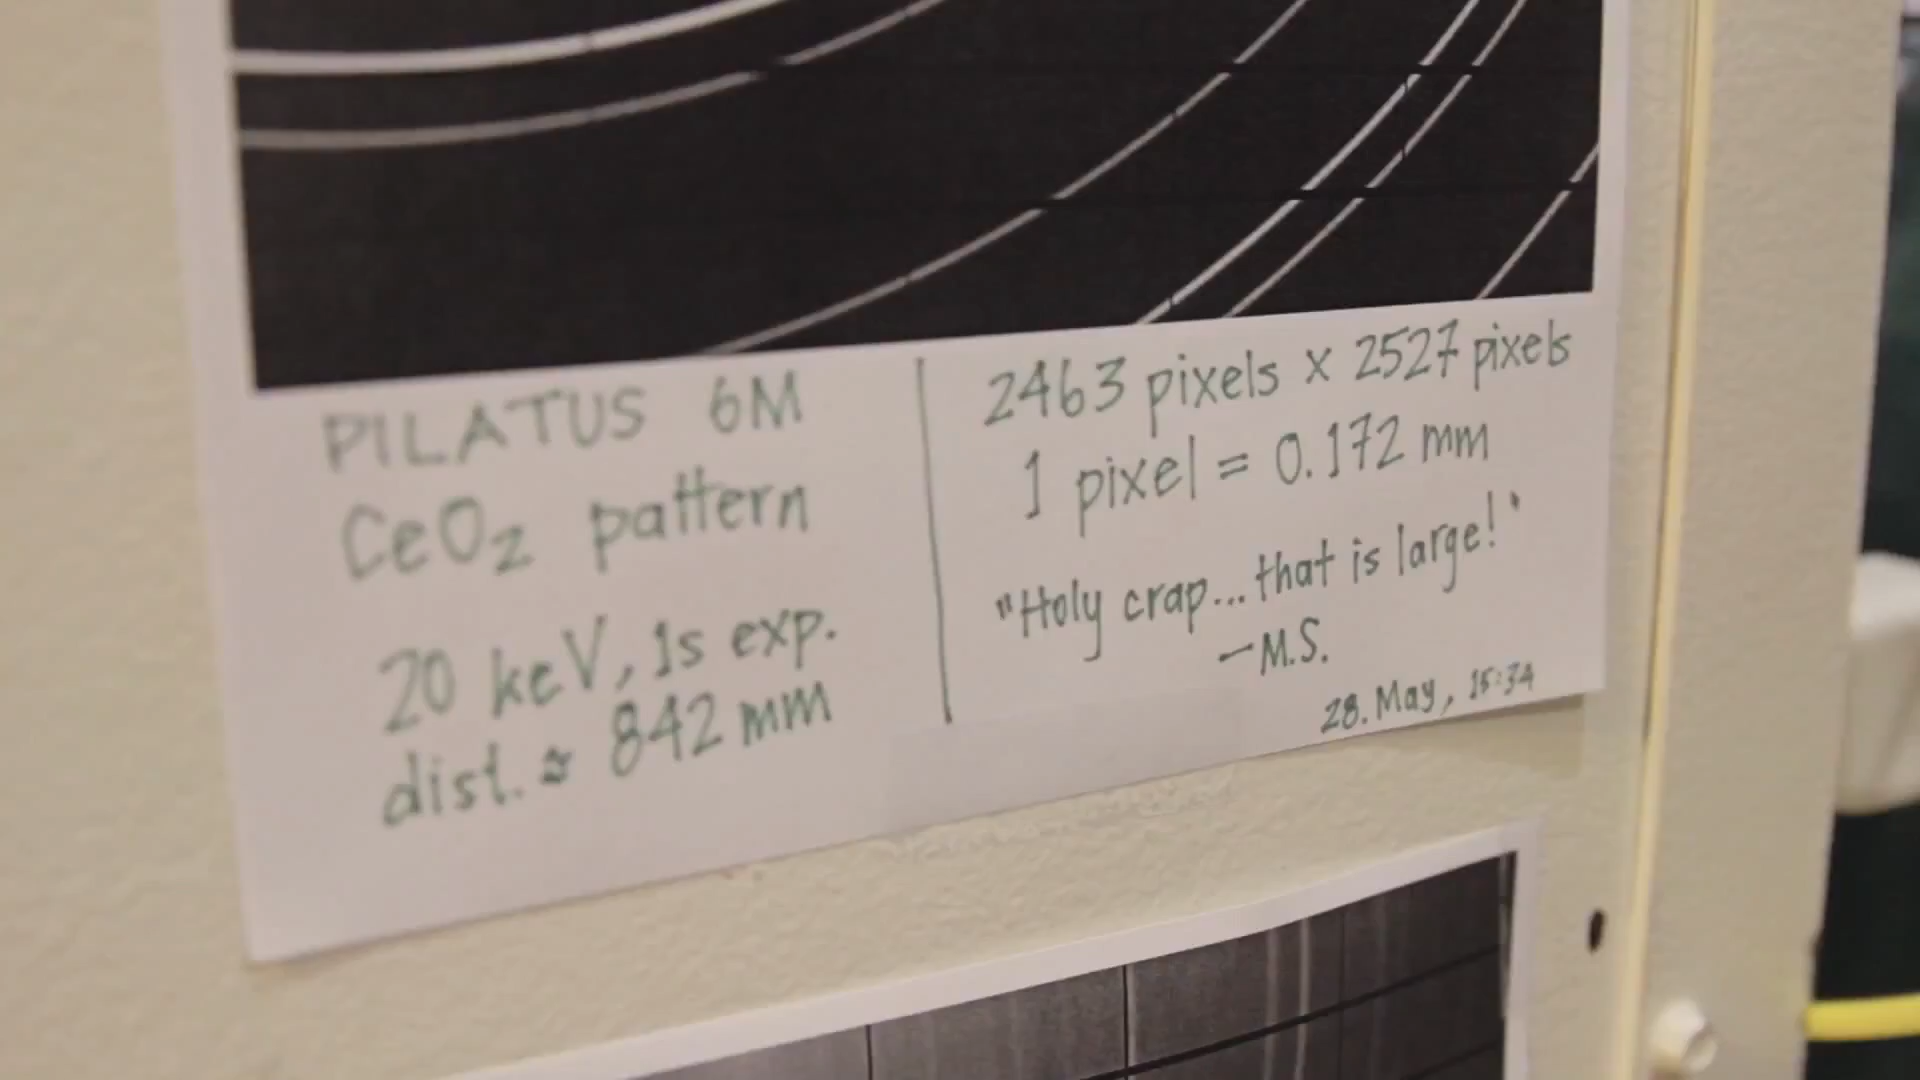 PILATUS 6M
CeO2 pattern
20 keV, 1s exp.
dist. ≈ 842 mm
2463 pixels x 2527 pixels
1 pixel = 0.172 mm
"Holy crap... that is large!"
—M.S.
28. May, 15:34